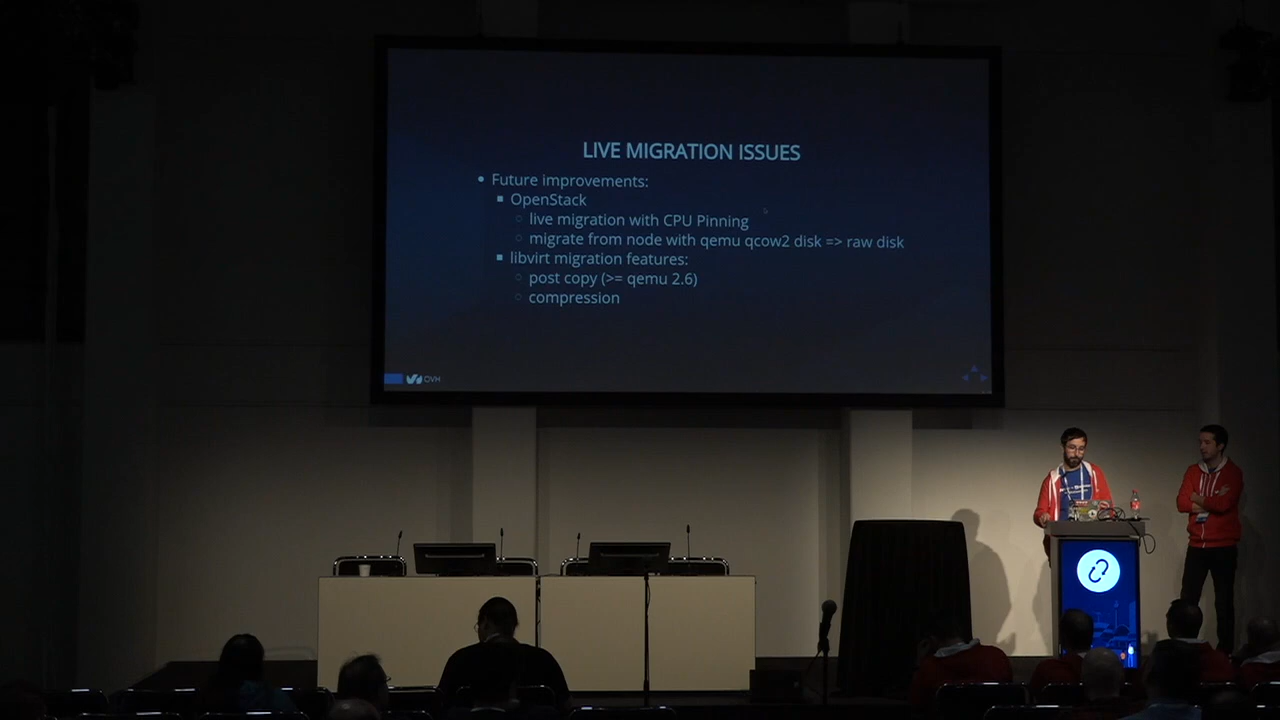 LIVE MIGRATION ISSUES
Future improvements:
OpenStack
live migration with CPU Pinning
migrate from node with qemu qcow2 disk => raw disk
libvirt migration features:
post copy (>= qemu 2.6)
compression
OVH